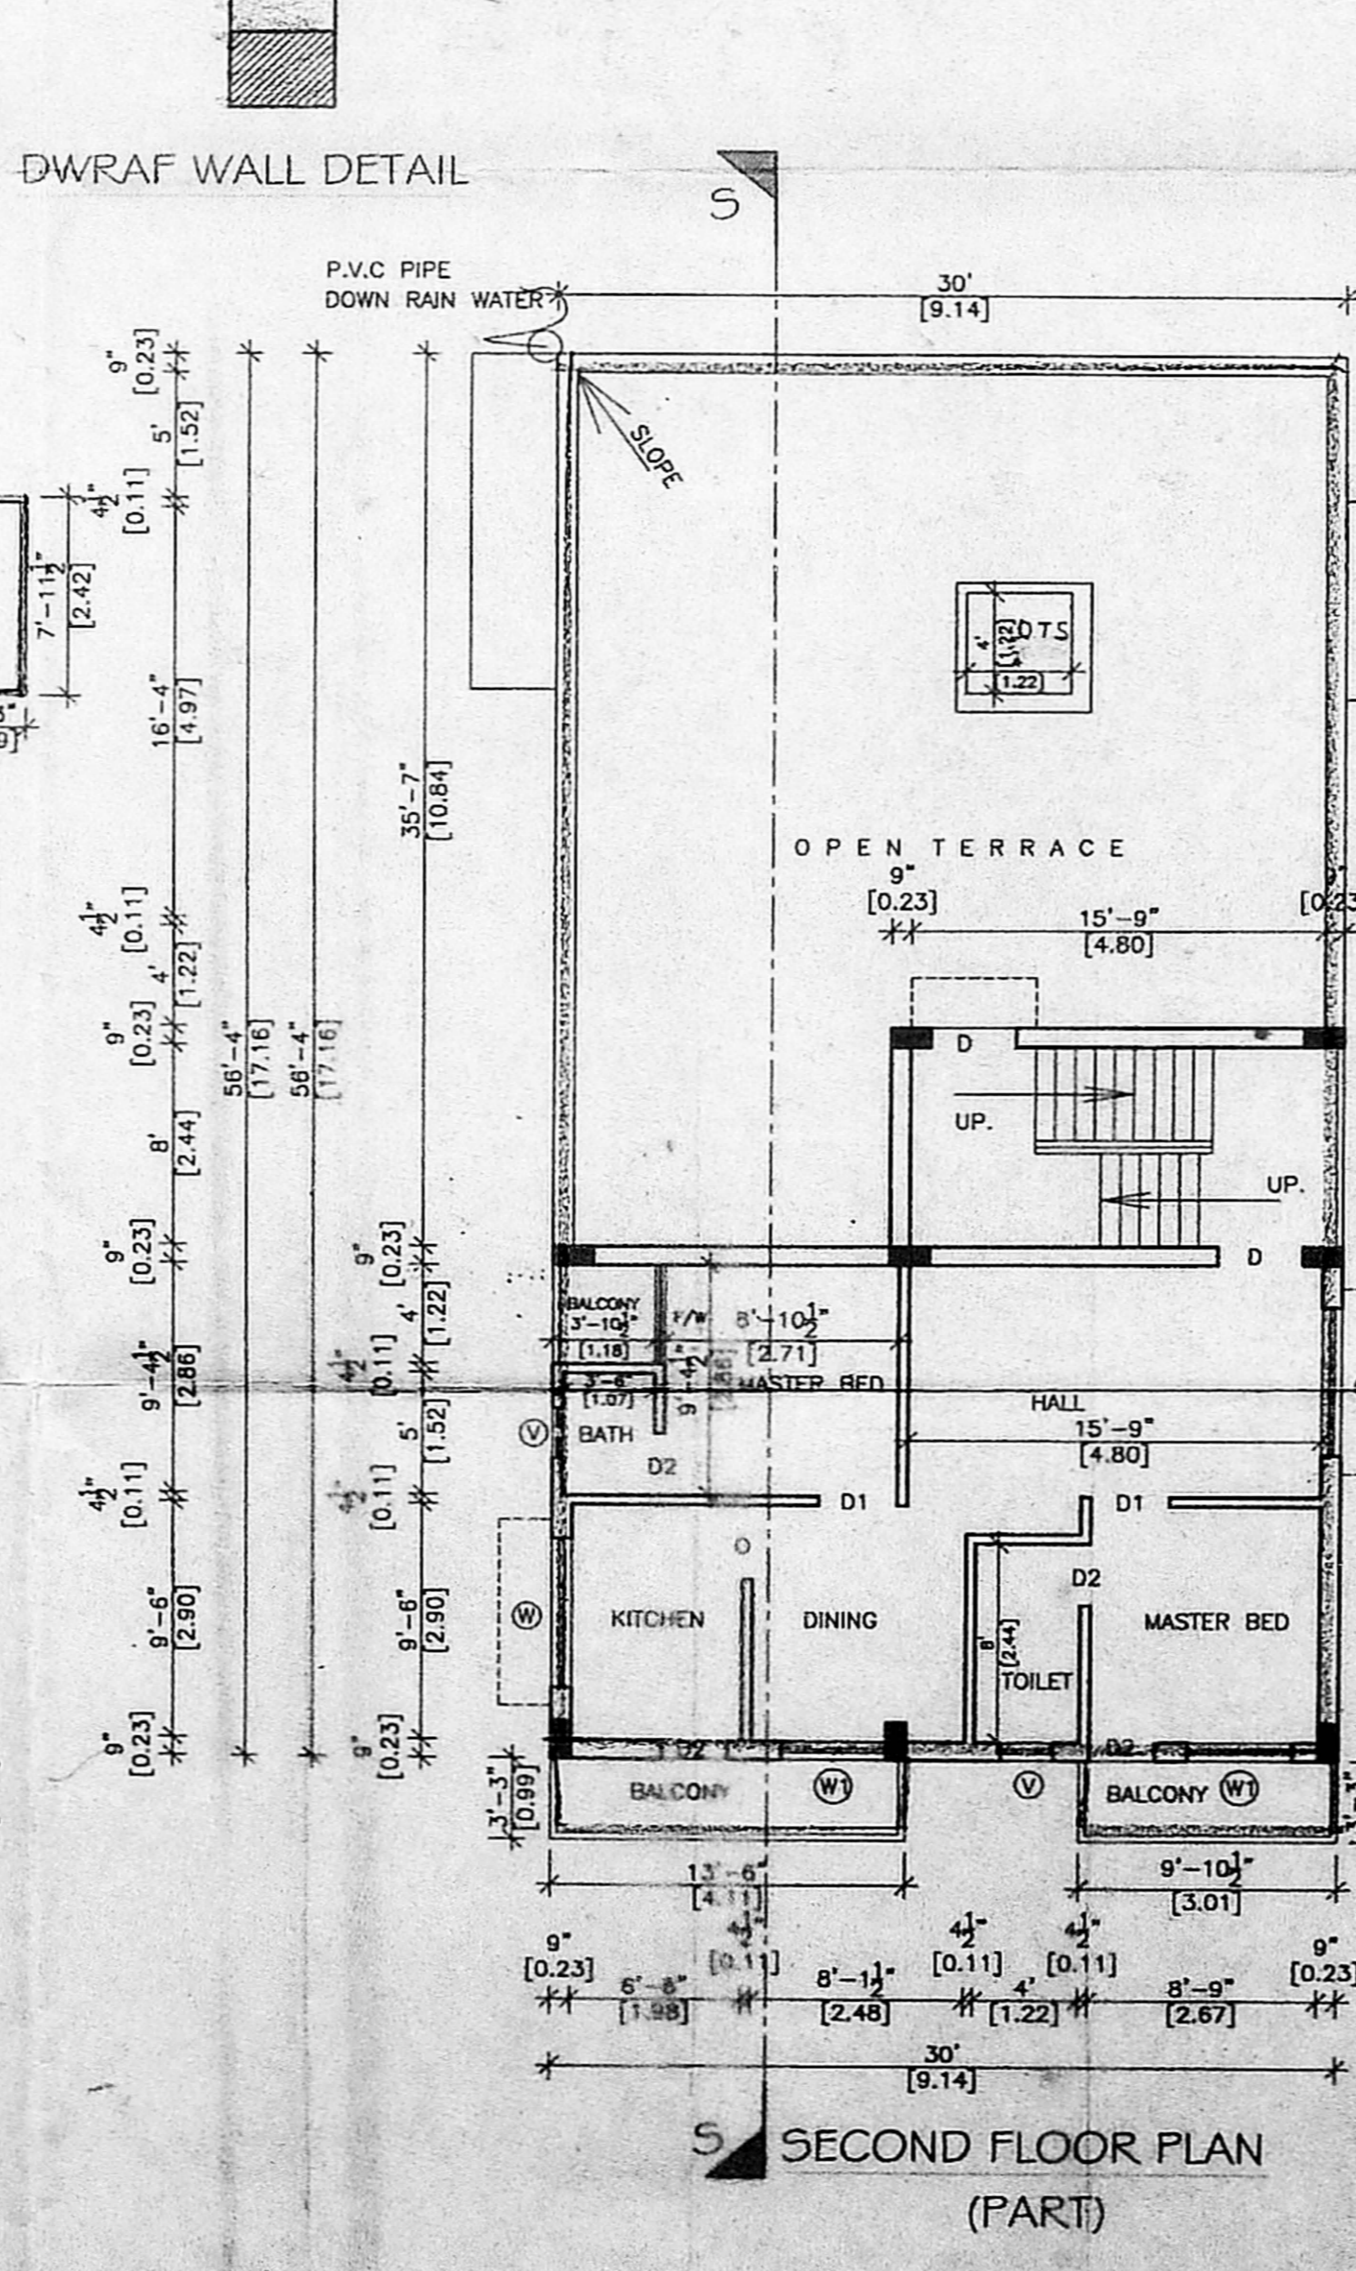 DWRAF WALL DETAIL
S
P.V.C PIPE
DOWN RAIN WATER
30'
[9.14]
9"
[0.23]
5'
[1.52]
4½"
[0.11]
7'-11½"
[2.42]
16'-4"
[4.97]
4½"
[0.11]
4'
[1.22]
9"
[0.23]
8'
[2.44]
9"
[0.23]
9'-4½"
[2.86]
4½"
[0.11]
9'-6"
[2.90]
9"
[0.23]
56'-4"
[17.16]
56'-4"
[17.16]
35'-7"
[10.84]
9"
[0.23]
4'
[1.22]
4½"
[0.11]
5'
[1.52]
4½"
[0.11]
9'-6"
[2.90]
9"
[0.23]
SLOPE
OTS
4'
[1.22]
[1.22]
OPEN TERRACE
9"
[0.23]
15'-9"
[4.80]
9"
D
UP.
UP.
D
BALCONY
3'-10½"
[1.18]
8'-10½"
[2.71]
9'-4½"
3'-6"
[1.07]
MASTER BED
V
BATH
D2
HALL
15'-9"
[4.80]
D1
D1
O
D2
W
KITCHEN
DINING
MASTER BED
8'
[2.44]
TOILET
D2
D2
3'-3"
[0.99]
BALCONY
W1
V
BALCONY
W1
3'-3"
13'-6"
[4.11]
9'-10½"
[3.01]
9"
[0.23]
6'-6"
[1.98]
4½"
[0.11]
8'-1½"
[2.48]
4½"
[0.11]
4'
[1.22]
4½"
[0.11]
8'-9"
[2.67]
9"
[0.23]
30'
[9.14]
S
SECOND FLOOR PLAN
(PART)